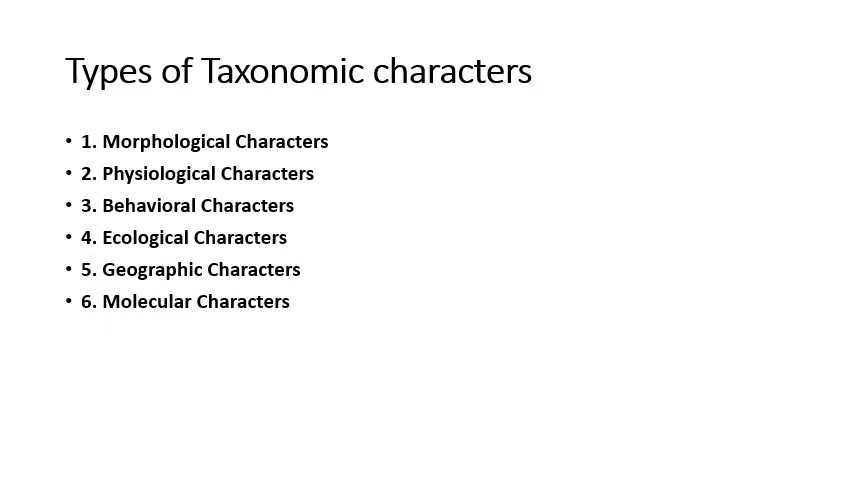 Types of Taxonomic characters
• 1. Morphological Characters
• 2. Physiological Characters
• 3. Behavioral Characters
• 4. Ecological Characters
• 5. Geographic Characters
• 6. Molecular Characters